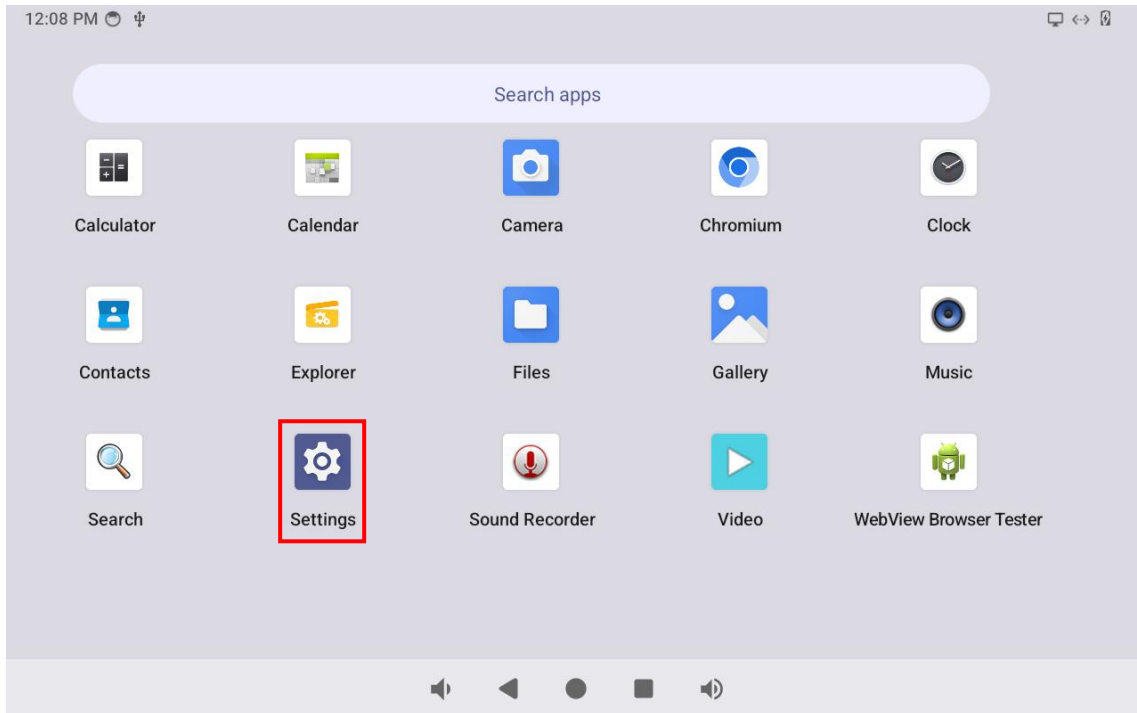 12:08 PM
Search apps
Calculator Calendar Camera Chromium Clock
Contacts Explorer Files Gallery Music
Search Settings Sound Recorder Video WebView Browser Tester